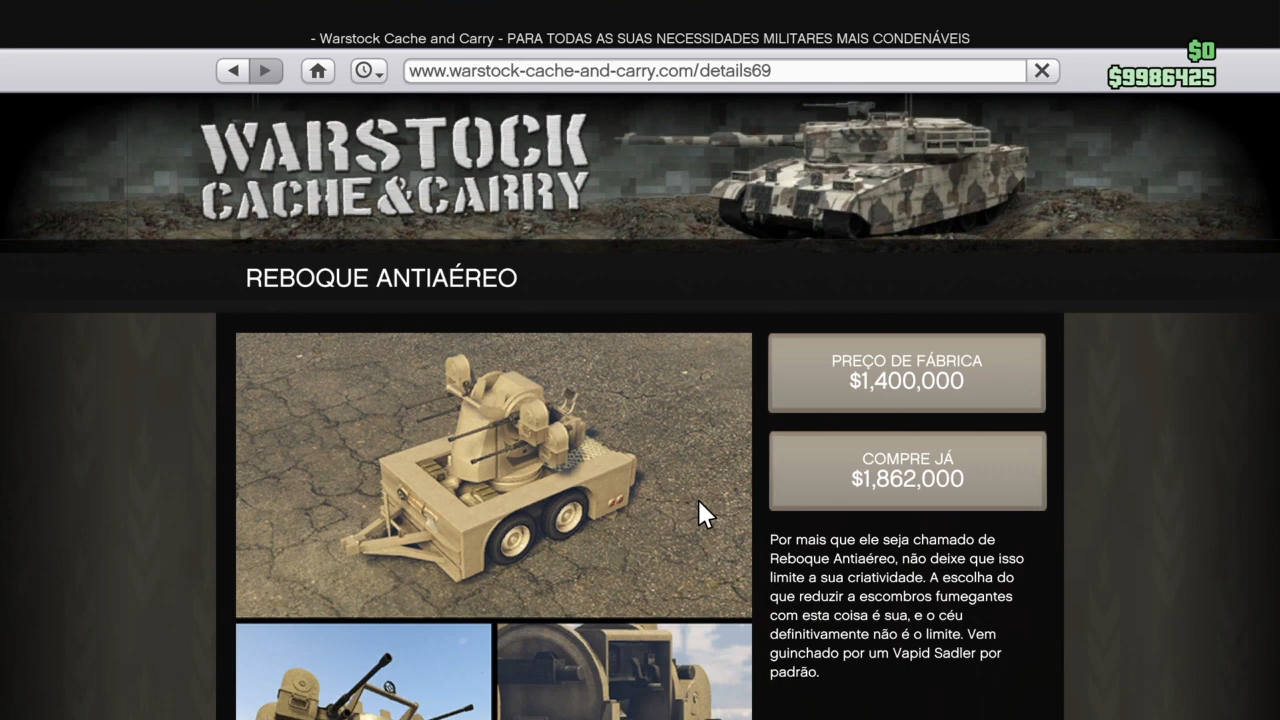 - Warstock Cache and Carry - PARA TODAS AS SUAS NECESSIDADES MILITARES MAIS CONDENÁVEIS
$0
www.warstock-cache-and-carry.com/details69
$9986425
WARSTOCK
CACHE&CARRY
REBOQUE ANTIAÉREO
PREÇO DE FÁBRICA
$1,400,000
COMPRE JÁ
$1,862,000
Por mais que ele seja chamado de
Reboque Antiaéreo, não deixe que isso
limite a sua criatividade. A escolha do
que reduzir a escombros fumegantes
com esta coisa é sua, e o céu
definitivamente não é o limite. Vem
guinchado por um Vapid Sadler por
padrão.